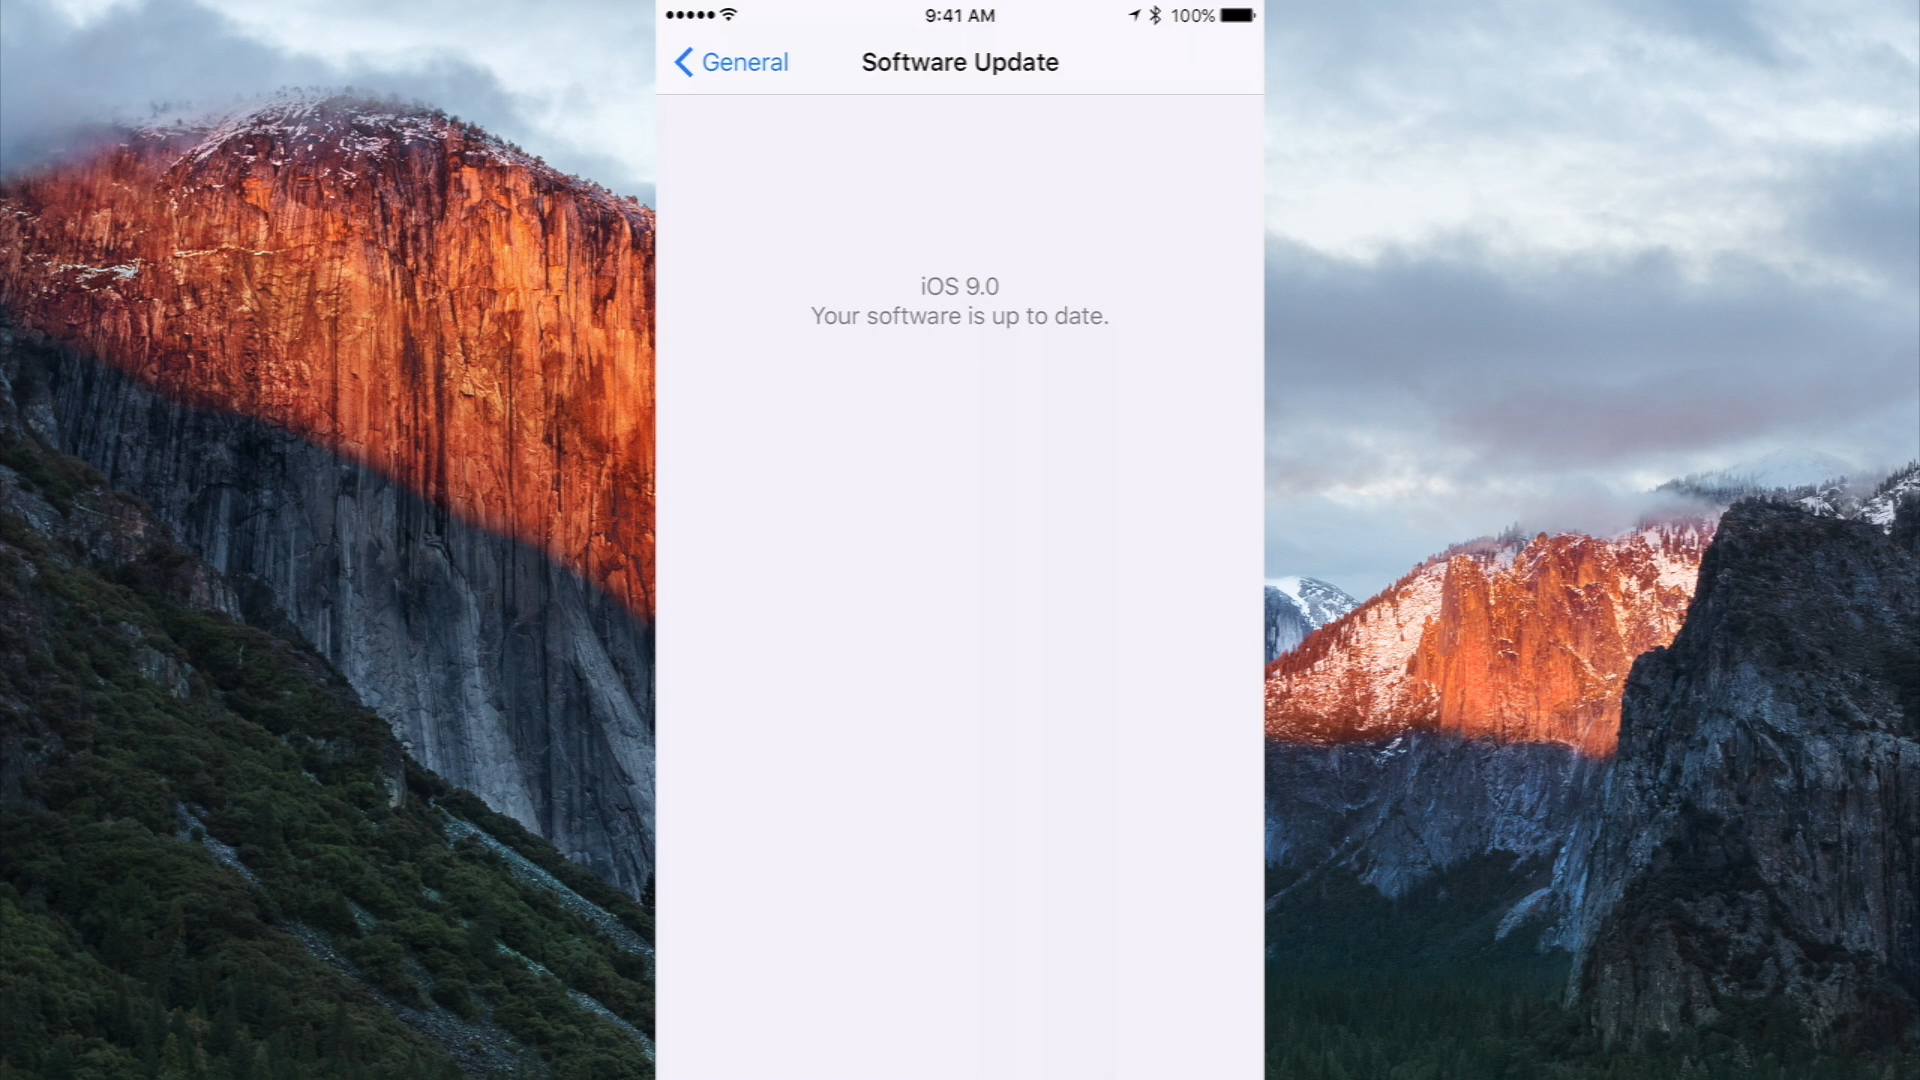 9:41 AM
100%
General
Software Update
iOS 9.0
Your software is up to date.